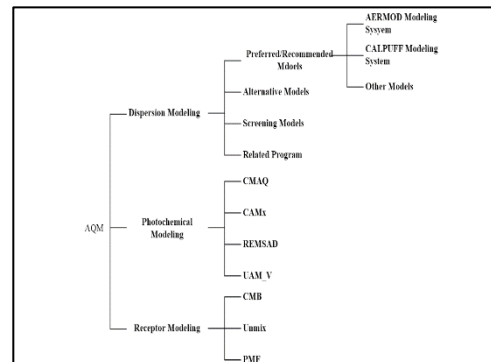 AERMOD Modeling
Sysyem
Preferred/Recommended
Mdorels
CALPUFF Modeling
System
Alternative Models
Other Models
Dispersion Modeling
Screening Models
Related Program
CMAQ
Photochemical
Modeling
CAMx
AQM
REMSAD
UAM_V
CMB
Receptor Modeling
Unmix
PMF